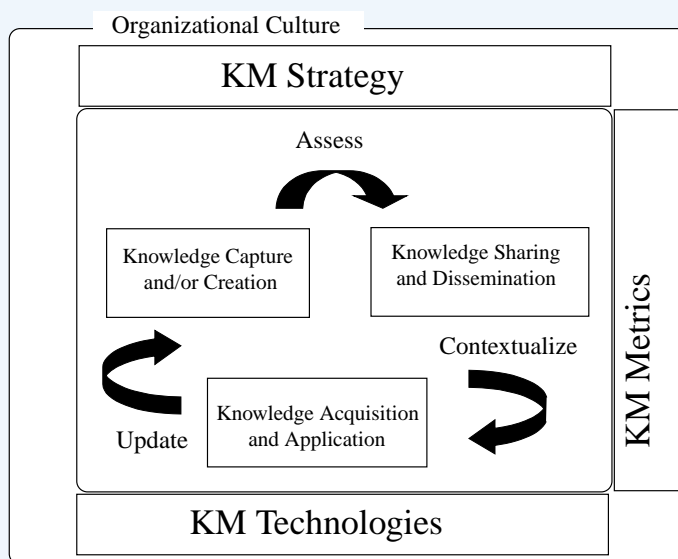 Organizational Culture
KM Strategy
Assess
Knowledge Capture
and/or Creation
Knowledge Sharing
and Dissemination
Contextualize
KM Metrics
Knowledge Acquisition
and Application
Update
KM Technologies